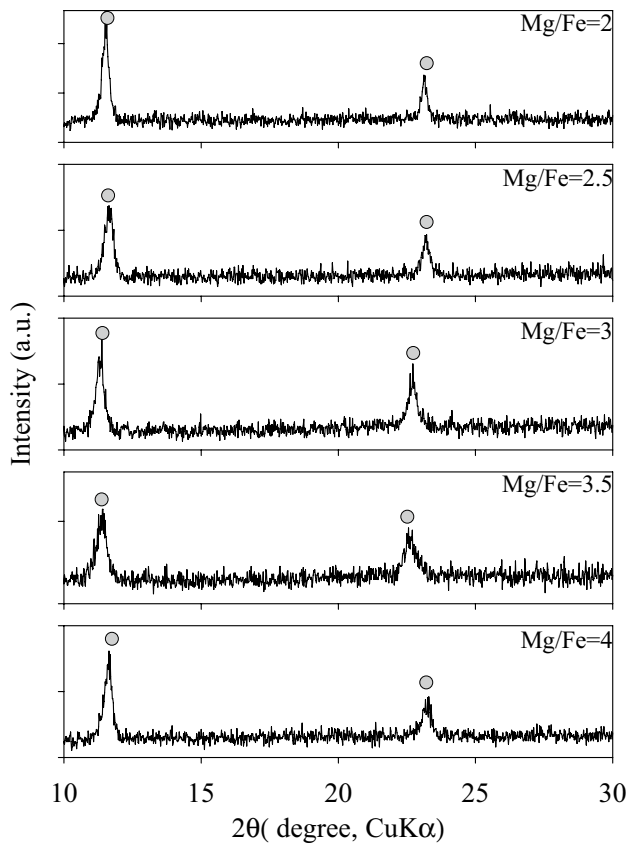 Mg/Fe=2
Mg/Fe=2.5
Mg/Fe=3
Mg/Fe=3.5
Mg/Fe=4
Intensity (a.u.)
10 15 20 25 30
2θ( degree, CuKα)